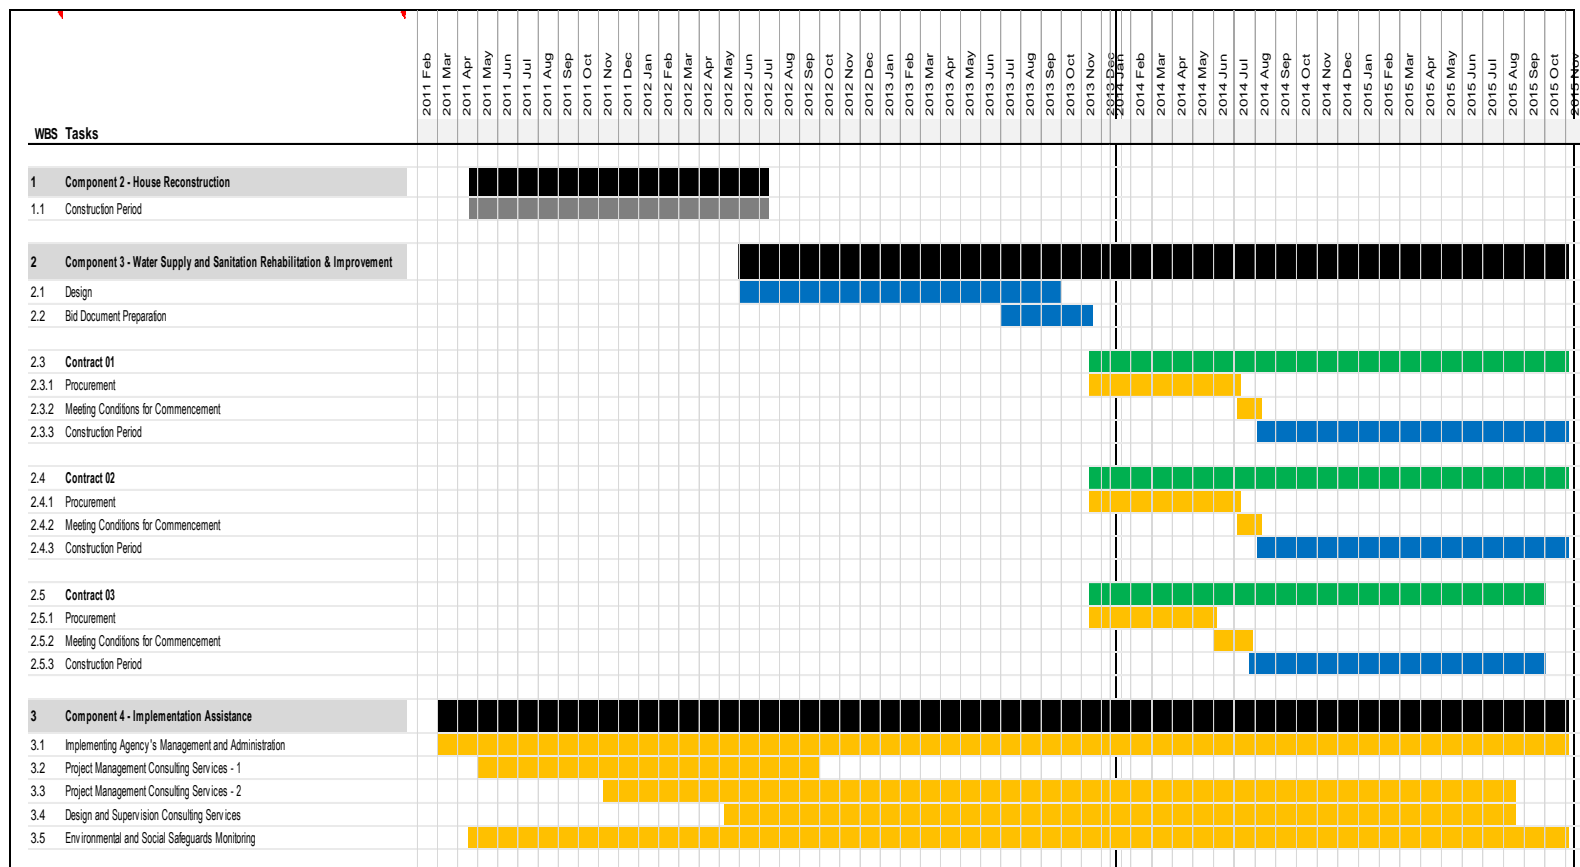 2011 Feb
2011 Mar
2011 Apr
2011 May
2011 Jun
2011 Jul
2011 Aug
2011 Sep
2011 Oct
2011 Nov
2011 Dec
2012 Jan
2012 Feb
2012 Mar
2012 Apr
2012 May
2012 Jun
2012 Jul
2012 Aug
2012 Sep
2012 Oct
2012 Nov
2012 Dec
2013 Jan
2013 Feb
2013 Mar
2013 Apr
2013 May
2013 Jun
2013 Jul
2013 Aug
2013 Sep
2013 Oct
2013 Nov
2013 Dec
2014 Jan
2014 Feb
2014 Mar
2014 Apr
2014 May
2014 Jun
2014 Jul
2014 Aug
2014 Sep
2014 Oct
2014 Nov
2014 Dec
2015 Jan
2015 Feb
2015 Mar
2015 Apr
2015 May
2015 Jun
2015 Jul
2015 Aug
2015 Sep
2015 Oct
2015 Nov
WBS Tasks
1 Component 2 - House Reconstruction
1.1 Construction Period
2 Component 3 - Water Supply and Sanitation Rehabilitation & Improvement
2.1 Design
2.2 Bid Document Preparation
2.3 Contract 01
2.3.1 Procurement
2.3.2 Meeting Conditions for Commencement
2.3.3 Construction Period
2.4 Contract 02
2.4.1 Procurement
2.4.2 Meeting Conditions for Commencement
2.4.3 Construction Period
2.5 Contract 03
2.5.1 Procurement
2.5.2 Meeting Conditions for Commencement
2.5.3 Construction Period
3 Component 4 - Implementation Assistance
3.1 Implementing Agency's Management and Administration
3.2 Project Management Consulting Services - 1
3.3 Project Management Consulting Services - 2
3.4 Design and Supervision Consulting Services
3.5 Environmental and Social Safeguards Monitoring